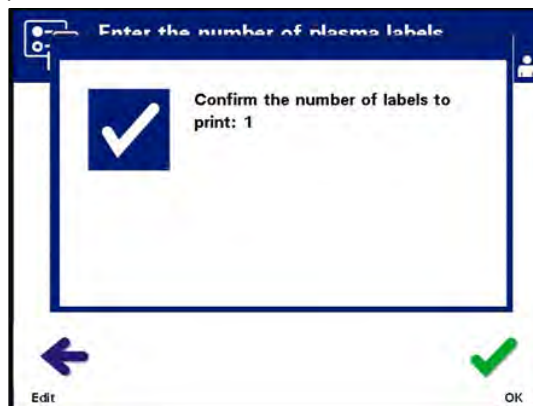 Enter the number of plasma labels
Confirm the number of labels to
print: 1
Edit
OK